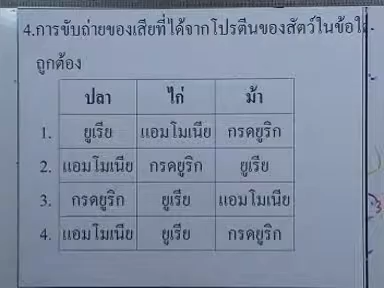 4.การขับถ่ายของเสียที่ได้จากโปรตีนของสัตว์ในข้อใด
ถูกต้อง
ปลา ไก่ ม้า
1. ยูเรีย แอมโมเนีย กรดยูริก
2. แอมโมเนีย กรดยูริก ยูเรีย
3. กรดยูริก ยูเรีย แอมโมเนีย
4. แอมโมเนีย ยูเรีย กรดยูริก